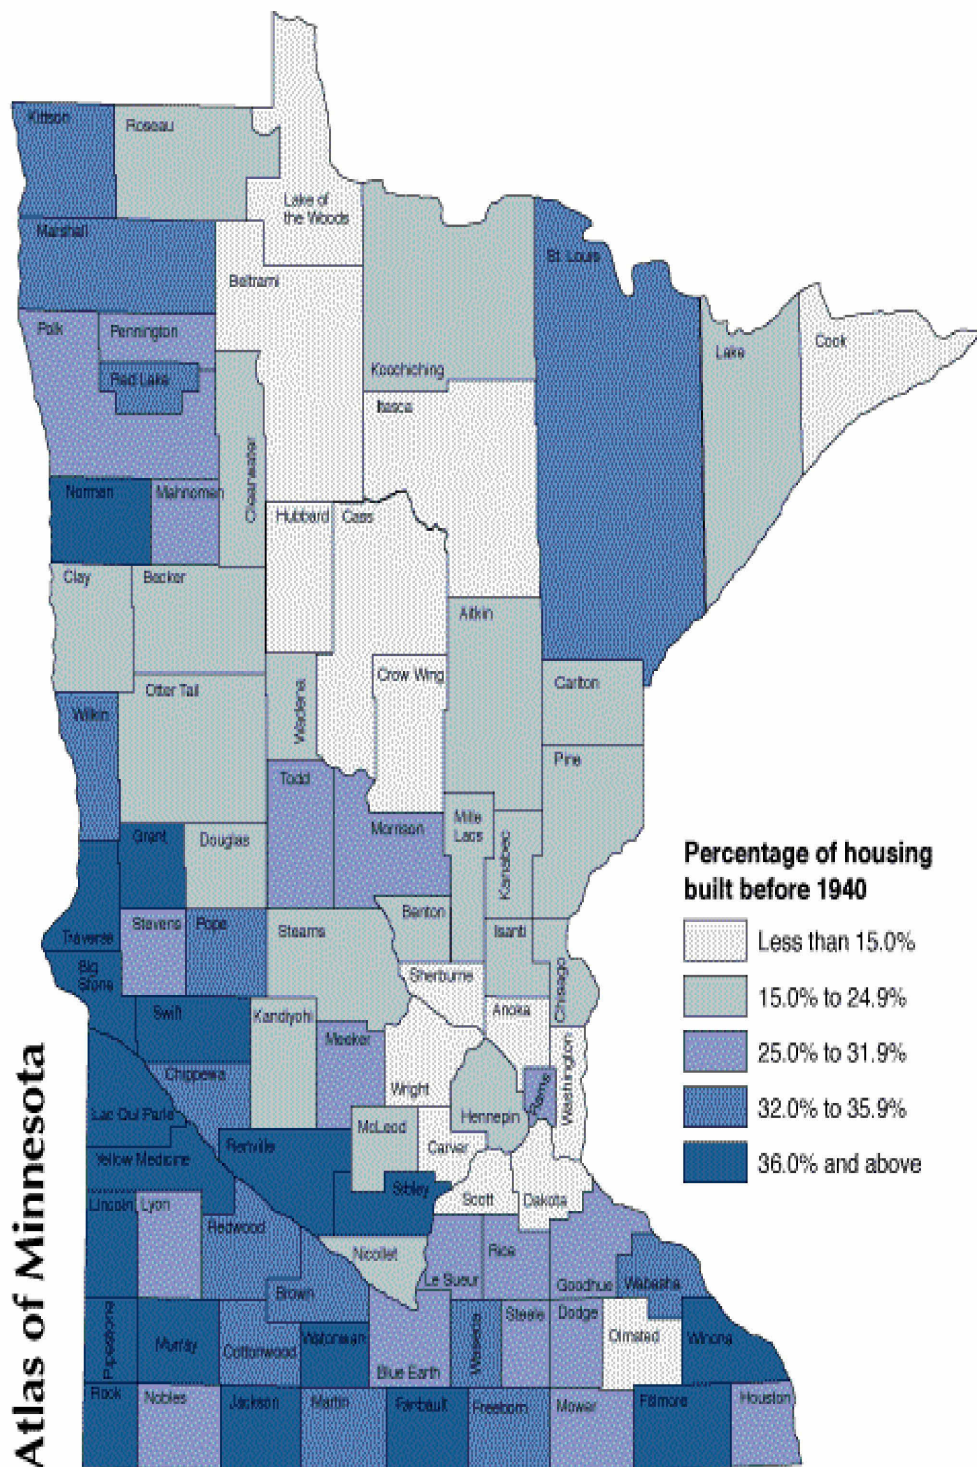 Kittson
Roseau
Lake of
the Woods
Marshall
Beltrami
St. Louis
Koochiching
Polk
Pennington
Red Lake
Lake
Cook
Itasca
Clearwater
Norman
Mahnomen
Hubbard
Cass
Clay
Becker
Aitkin
Otter Tail
Wadena
Crow Wing
Carlton
Wilkin
Pine
Todd
Morrison
Mille
Lacs
Kanabec
Grant
Douglas
Benton
Traverse
Stevens
Pope
Stearns
Isanti
Chisago
Big
Stone
Sherburne
Swift
Kandiyohi
Anoka
Meeker
Wright
Washington
Chippewa
Rams
Hennepin
Lac Qui Parle
McLeod
Carver
Renville
Yellow Medicine
Sibley
Scott
Dakota
Lincoln
Lyon
Redwood
Nicollet
Le Sueur
Rice
Goodhue
Wabasha
Brown
Pipestone
Murray
Cottonwood
Watonwan
Blue Earth
Waseca
Steele
Dodge
Olmsted
Winona
Rock
Nobles
Jackson
Martin
Faribault
Freeborn
Mower
Fillmore
Houston
Percentage of housing
built before 1940
Less than 15.0%
15.0% to 24.9%
25.0% to 31.9%
32.0% to 35.9%
36.0% and above
Atlas of Minnesota